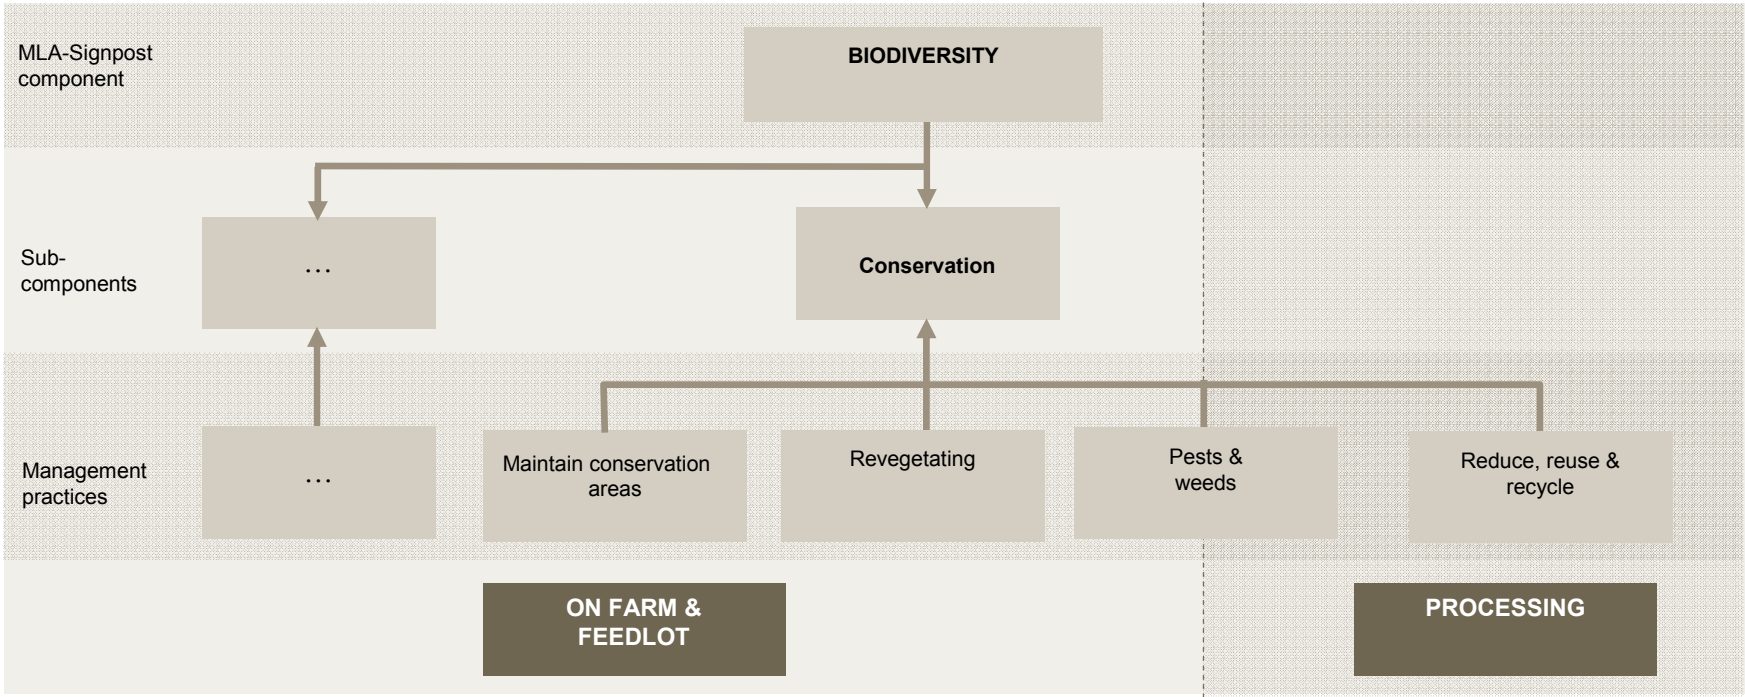 MLA-Signpost
component
BIODIVERSITY
Sub-
components
…
Conservation
Management
practices
…
Maintain conservation
areas
Revegetating
Pests &
weeds
Reduce, reuse &
recycle
ON FARM &
FEEDLOT
PROCESSING